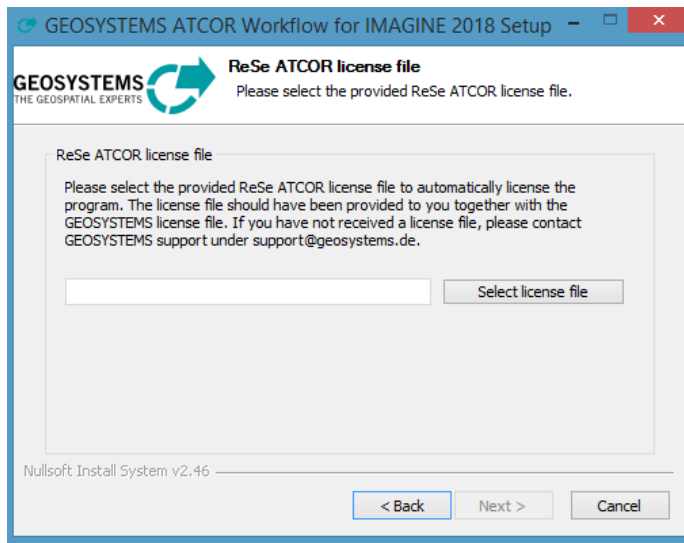 GEOSYSTEMS ATCOR Workflow for IMAGINE 2018 Setup
GEOSYSTEMS
THE GEOSPATIAL EXPERTS
ReSe ATCOR license file
Please select the provided ReSe ATCOR license file.
ReSe ATCOR license file
Please select the provided ReSe ATCOR license file to automatically license the
program. The license file should have been provided to you together with the
GEOSYSTEMS license file. If you have not received a license file, please contact
GEOSYSTEMS support under support@geosystems.de.
Select license file
Nullsoft Install System v2.46
< Back
Next >
Cancel